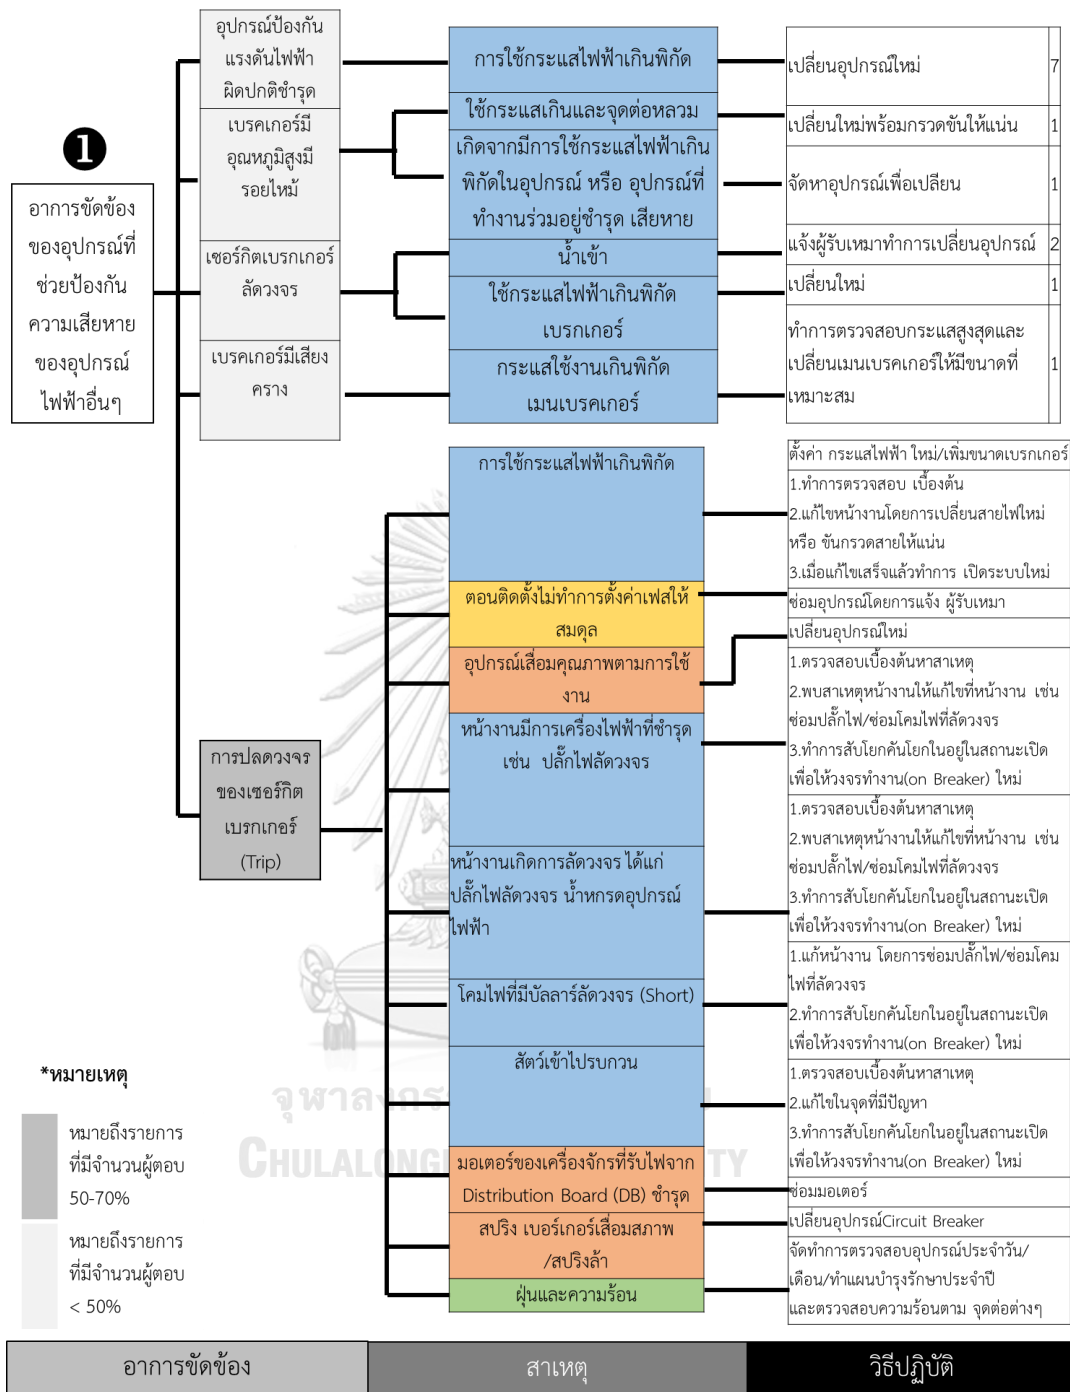 ❶
อาการขัดข้อง
ของอุปกรณ์ที่
ช่วยป้องกัน
ความเสียหาย
ของอุปกรณ์
ไฟฟ้าอื่นๆ
อุปกรณ์ป้องกัน
แรงดันไฟฟ้า
ผิดปกติชำรุด
การใช้กระแสไฟฟ้าเกินพิกัด
เปลี่ยนอุปกรณ์ใหม่ 7
เบรคเกอร์มี
อุณหภูมิสูงมี
รอยไหม้
ใช้กระแสเกินและจุดต่อหลวม
เปลี่ยนใหม่พร้อมกรวดขันให้แน่น 1
เกิดจากมีการใช้กระแสไฟฟ้าเกิน
พิกัดในอุปกรณ์ หรือ อุปกรณ์ที่
ทำงานร่วมอยู่ชำรุด เสียหาย
จัดหาอุปกรณ์เพื่อเปลี่ยน 1
เซอร์กิตเบรกเกอร์
ลัดวงจร
น้ำเข้า
แจ้งผู้รับเหมาทำการเปลี่ยนอุปกรณ์ 2
ใช้กระแสไฟฟ้าเกินพิกัด
เบรกเกอร์
เปลี่ยนใหม่ 1
เบรคเกอร์มีเสียง
คราง
กระแสใช้งานเกินพิกัด
เมนเบรคเกอร์
ทำการตรวจสอบกระแสสูงสุดและ
เปลี่ยนเมนเบรคเกอร์ให้มีขนาดที่ 1
เหมาะสม
การปลดวงจร
ของเซอร์กิต
เบรกเกอร์
(Trip)
การใช้กระแสไฟฟ้าเกินพิกัด
ตั้งค่า กระแสไฟฟ้า ใหม่/เพิ่มขนาดเบรกเกอร์
1.ทำการตรวจสอบ เบื้องต้น
2.แก้ไขหน้างานโดยการเปลี่ยนสายไฟใหม่
หรือ ขันกรวดสายให้แน่น
3.เมื่อแก้ไขเสร็จแล้วทำการ เปิดระบบใหม่
ตอนติดตั้งไม่ทำการตั้งค่าเฟสให้
สมดุล
ซ่อมอุปกรณ์โดยการแจ้ง ผู้รับเหมา
อุปกรณ์เสื่อมคุณภาพตามการใช้
งาน
เปลี่ยนอุปกรณ์ใหม่
หน้างานมีการเครื่องไฟฟ้าที่ชำรุด
เช่น ปลั๊กไฟลัดวงจร
1.ตรวจสอบเบื้องต้นหาสาเหตุ
2.พบสาเหตุหน้างานให้แก้ไขที่หน้างาน เช่น
ซ่อมปลั๊กไฟ/ซ่อมโคมไฟที่ลัดวงจร
3.ทำการสับโยกคันโยกในอยู่ในสถานะเปิด
เพื่อให้วงจรทำงาน(on Breaker) ใหม่
หน้างานเกิดการลัดวงจร ได้แก่
ปลั๊กไฟลัดวงจร น้ำหกรดอุปกรณ์
ไฟฟ้า
1.ตรวจสอบเบื้องต้นหาสาเหตุ
2.พบสาเหตุหน้างานให้แก้ไขที่หน้างาน เช่น
ซ่อมปลั๊กไฟ/ซ่อมโคมไฟที่ลัดวงจร
3.ทำการสับโยกคันโยกในอยู่ในสถานะเปิด
เพื่อให้วงจรทำงาน(on Breaker) ใหม่
โคมไฟที่มีบัลลาร์ลัดวงจร (Short)
1.แก้หน้างาน โดยการซ่อมปลั๊กไฟ/ซ่อมโคม
ไฟที่ลัดวงจร
2.ทำการสับโยกคันโยกในอยู่ในสถานะเปิด
เพื่อให้วงจรทำงาน(on Breaker) ใหม่
สัตว์เข้าไปรบกวน
1.ตรวจสอบเบื้องต้นหาสาเหตุ
2.แก้ไขในจุดที่มีปัญหา
3.ทำการสับโยกคันโยกในอยู่ในสถานะเปิด
เพื่อให้วงจรทำงาน(on Breaker) ใหม่
มอเตอร์ของเครื่องจักรที่รับไฟจาก
Distribution Board (DB) ชำรุด
ซ่อมมอเตอร์
สปริง เบอร์เกอร์เสื่อมสภาพ
/สปริงล้า
เปลี่ยนอุปกรณ์Circuit Breaker
ฝุ่นและความร้อน
จัดทำการตรวจสอบอุปกรณ์ประจำวัน/
เดือน/ทำแผนบำรุงรักษาประจำปี
และตรวจสอบความร้อนตาม จุดต่อต่างๆ
*หมายเหตุ
หมายถึงรายการ
ที่มีจำนวนผู้ตอบ
50-70%
หมายถึงรายการ
ที่มีจำนวนผู้ตอบ
< 50%
อาการขัดข้อง
สาเหตุ
วิธีปฏิบัติ